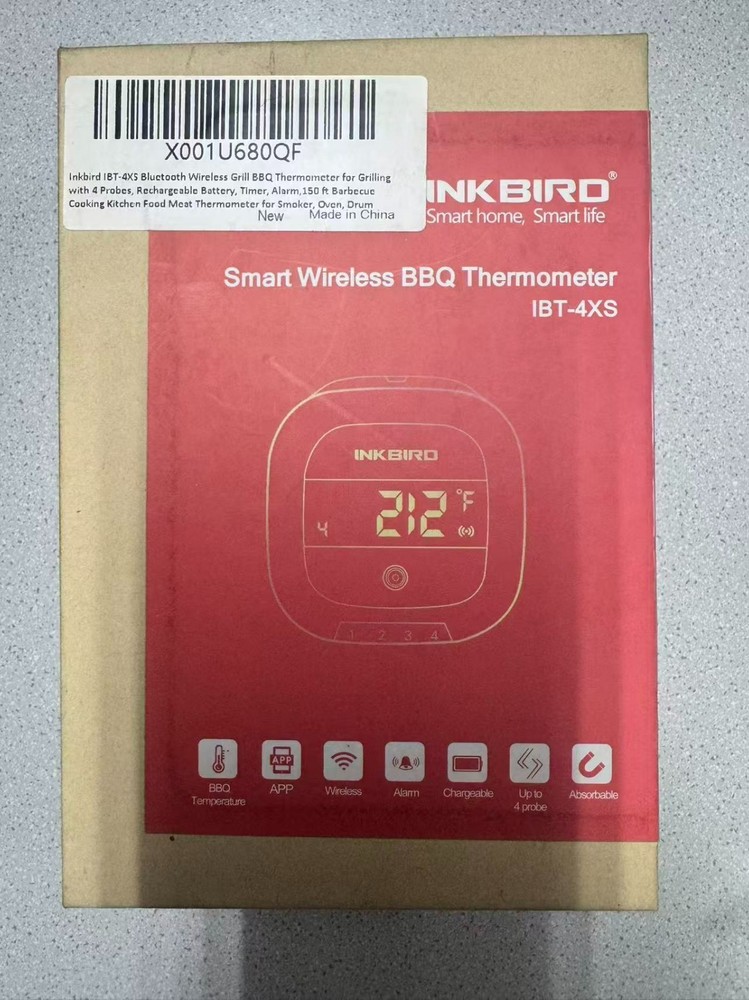 X001U680QF
Inkbird IBT-4XS Bluetooth Wireless Grill BBQ Thermometer for Grilling
with 4 Probes, Rechargeable Battery, Timer, Alarm,150 ft Barbecue
Cooking Kitchen Food Meat Thermometer for Smoker, Oven, Drum
New Made in China
INKBIRD®
Smart home, Smart life
Smart Wireless BBQ Thermometer
IBT-4XS
INKBIRD
4 212 °F
1 2 3 4
APP
BBQ Temperature
APP
Wireless
Alarm
Chargeable
Up to
4 probe
Absorbable